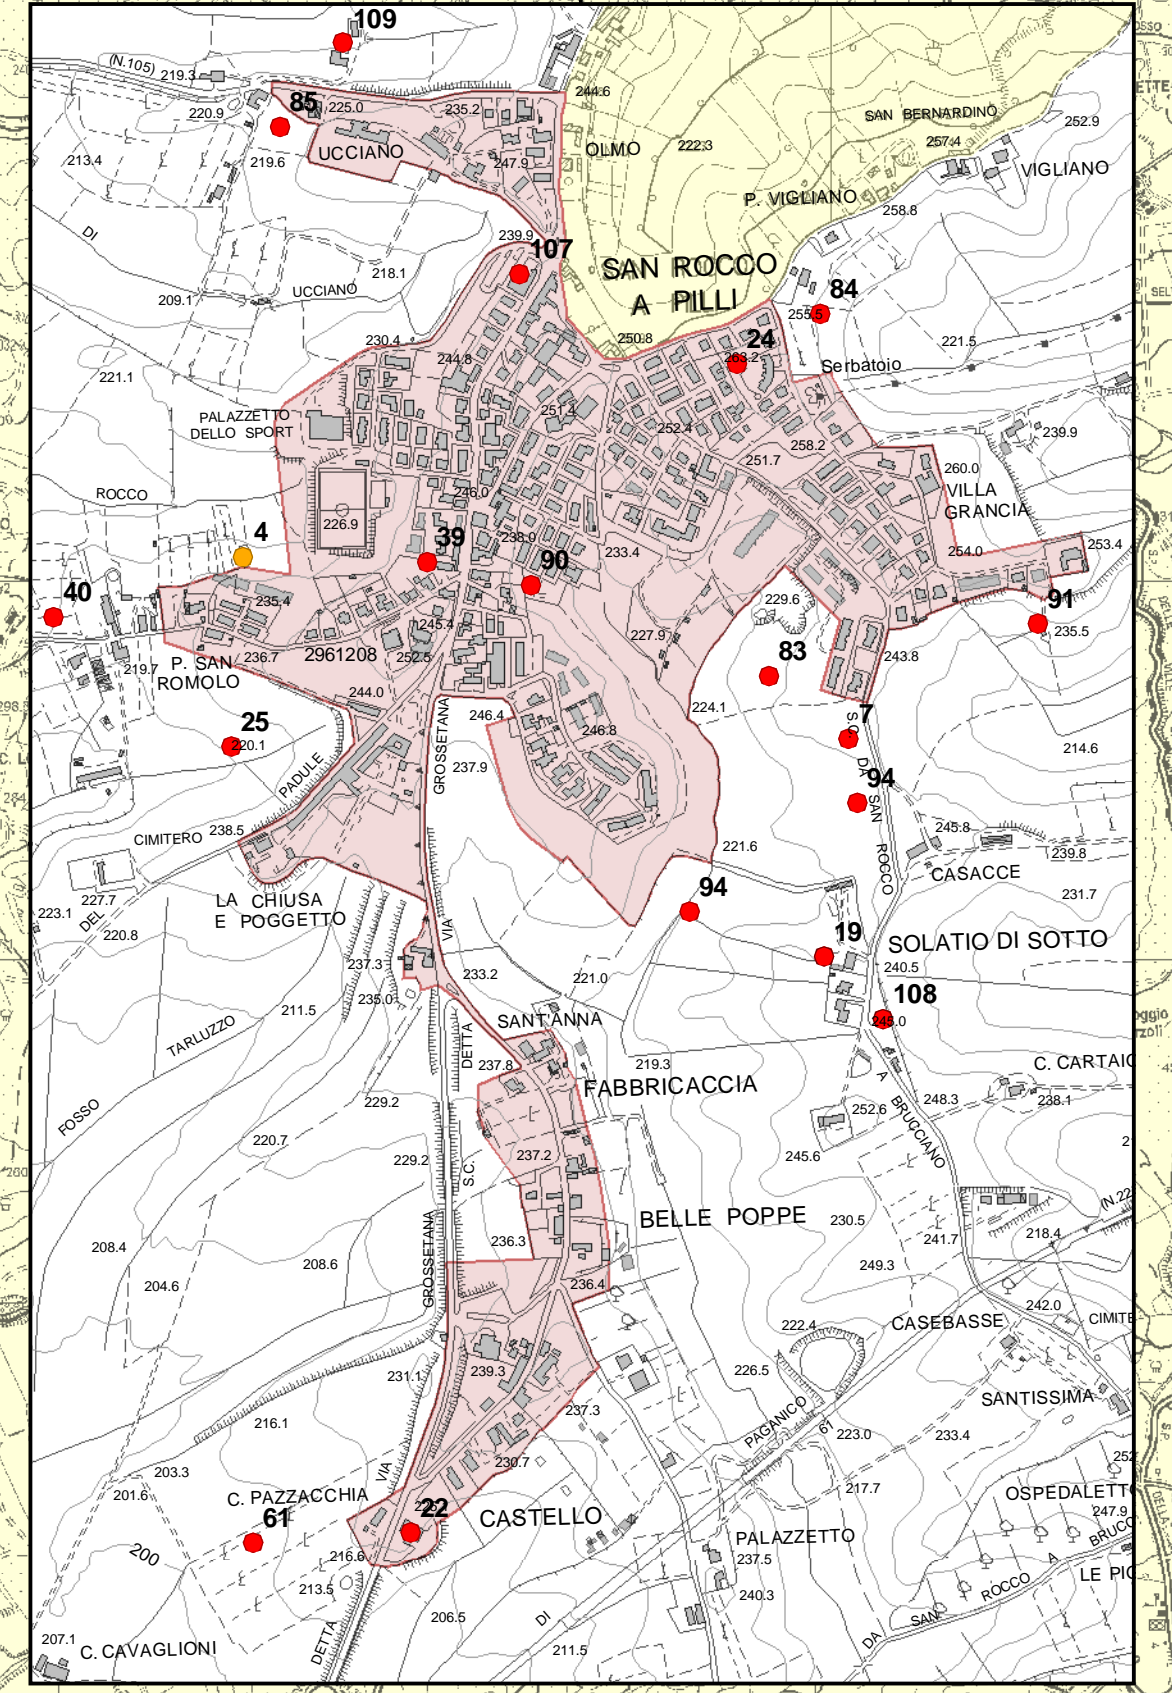 109
(N.105)
219.3
244.6
85
225.0
235.2
220.9
SAN BERNARDINO
252.9
257.4
OLMO
222.3
213.4
219.6
UCCIANO
247.9
VIGLIANO
P. VIGLIANO
258.8
DI
239.9
107
SAN ROCCO
A PILLI
218.1
UCCIANO
209.1
84
255.5
250.8
24
263.2
221.5
230.4
244.8
Serbatoio
221.1
PALAZZETTO
DELLO SPORT
251.4
252.4
258.2
239.9
251.7
260.0
ROCCO
246.0
VILLA
GRANCIA
226.9
4
39
238.0
90
233.4
254.0
253.4
40
235.4
229.6
91
235.5
245.4
227.9
219.7
P. SAN
ROMOLO
236.7
2961208
252.5
83
243.8
244.0
25
220.1
GROSSETANA
246.4
246.8
224.1
7
S.C.
DA
SAN
ROCCO
214.6
237.9
PADULE
94
CIMITERO
238.5
245.8
221.6
239.8
CASACCE
LA CHIUSA
E POGGETTO
227.7
DEL
223.1
220.8
94
231.7
VIA
19
SOLATIO DI SOTTO
237.3
233.2
221.0
240.5
235.0
211.5
108
245.0
TARLUZZO
SANT'ANNA
DETTA
237.8
219.3
C. CARTAIO
FABBRICACCIA
A
BRUCCIANO
248.3
238.1
229.2
252.6
FOSSO
220.7
229.2
S.C.
237.2
245.6
BELLE POPPE
230.5
(N.22
208.4
208.6
GROSSETANA
236.3
241.7
218.4
204.6
249.3
236.4
242.0
CASEBASSE
CIMITE
222.4
239.3
231.1
226.5
SANTISSIMA
216.1
237.3
PAGANICO
61
223.0
233.4
203.3
230.7
201.6
VIA
C. PAZZACCHIA
217.7
OSPEDALETTO
61
22
CASTELLO
247.9
PALAZZETTO
BRUCC
200
216.6
237.5
A
LE PIC
213.5
240.3
ROCCO
206.5
DI
SAN
207.1
C. CAVAGLIONI
DETTA
211.5
DA